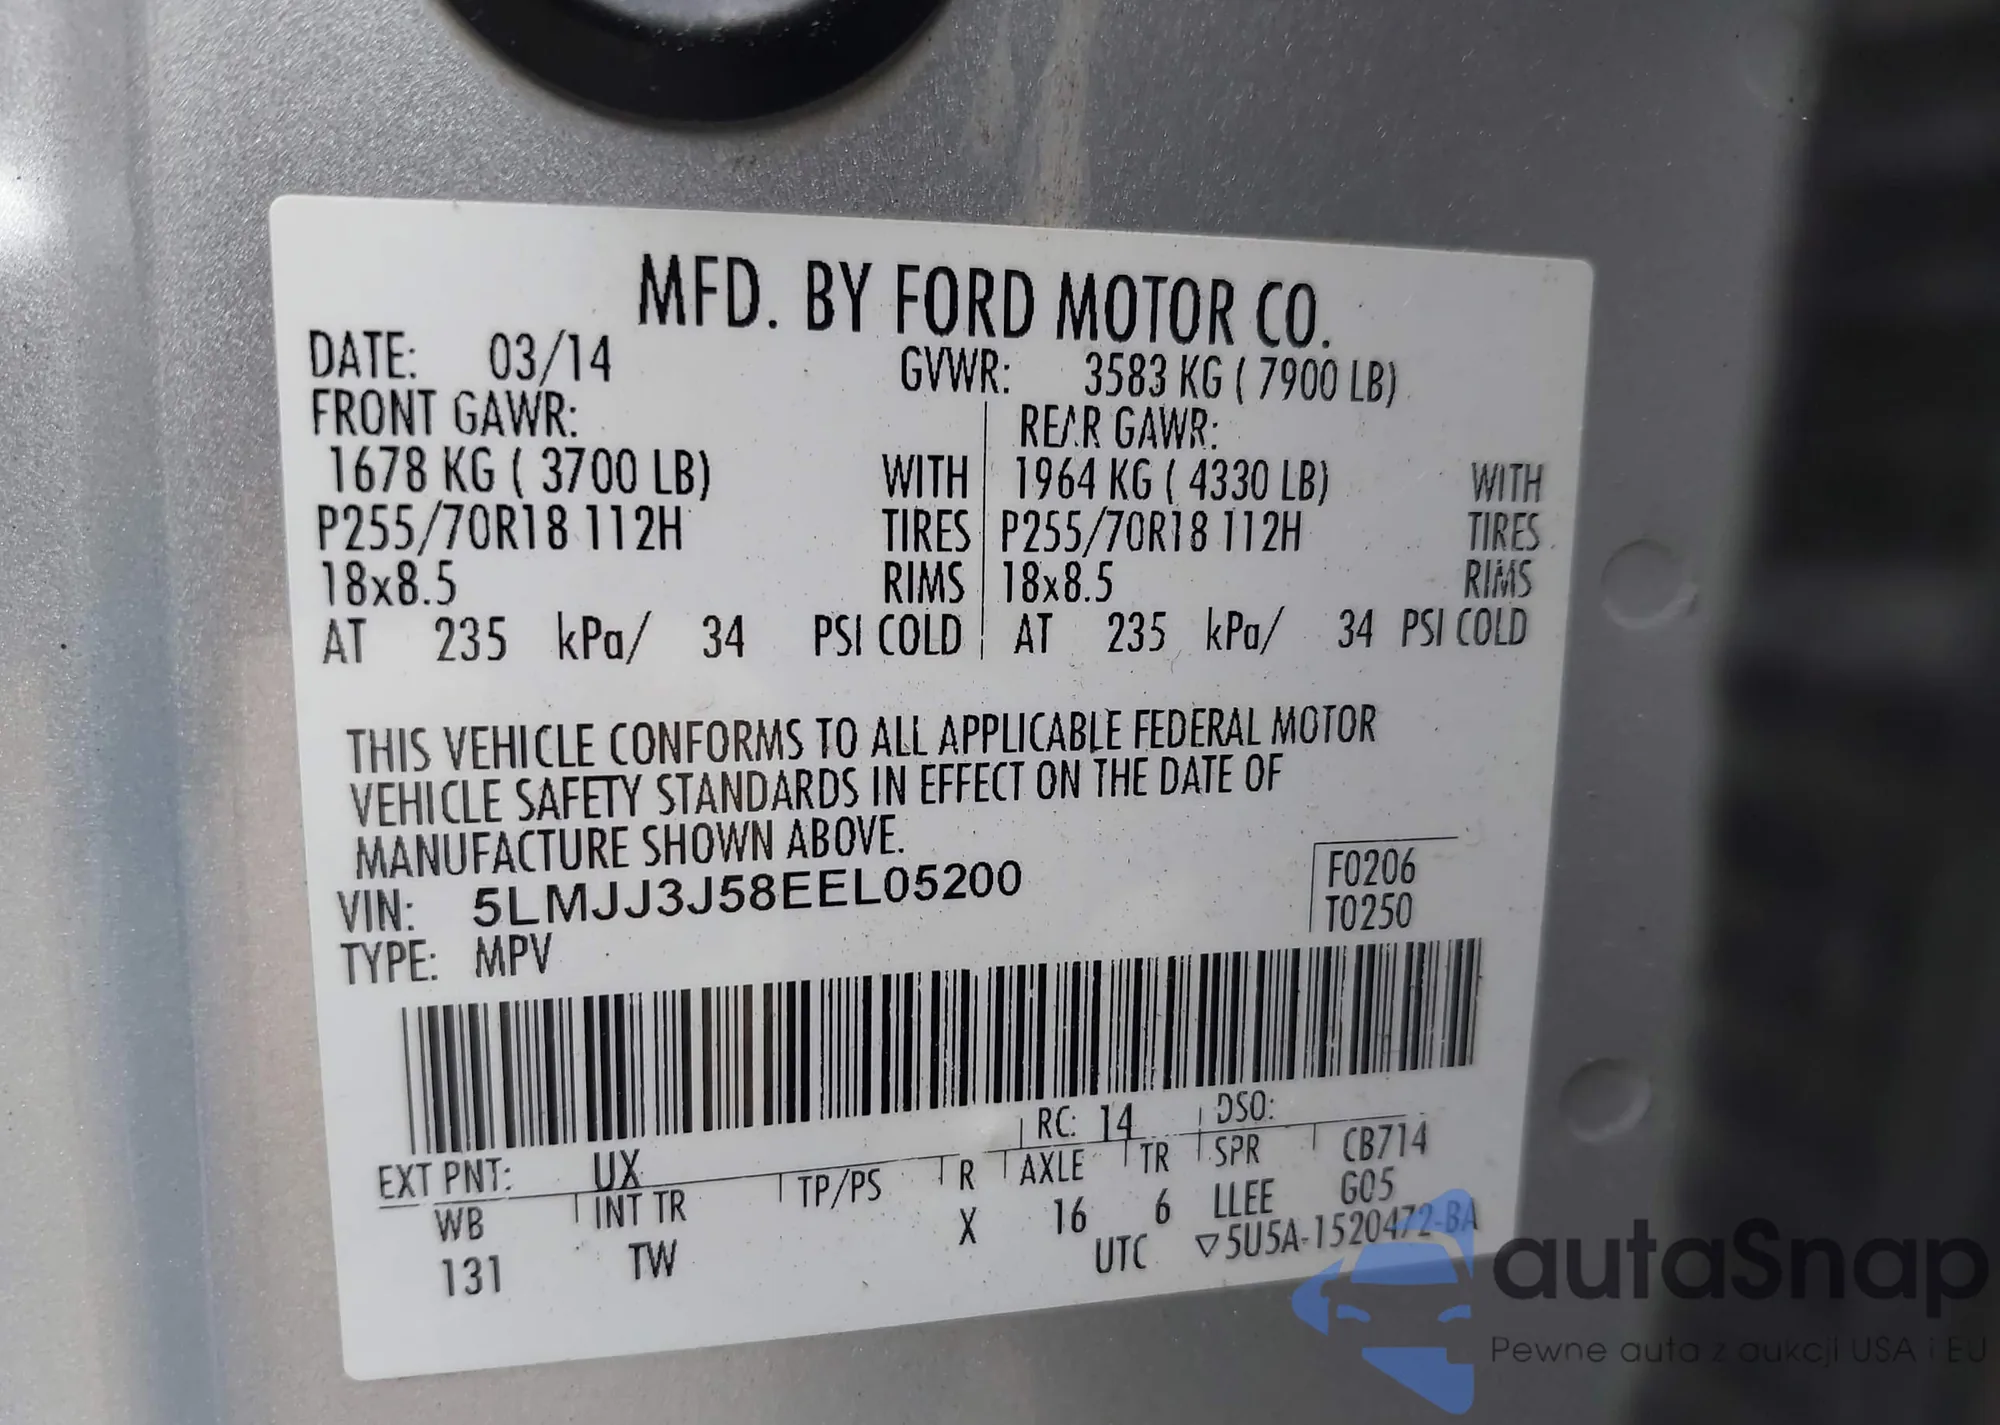 MFD. BY FORD MOTOR CO.
DATE: 03/14 GVWR: 3583 KG ( 7900 LB)
FRONT GAWR: REAR GAWR:
1678 KG ( 3700 LB) WITH 1964 KG ( 4330 LB) WITH
P255/70R18 112H TIRES P255/70R18 112H TIRES
18x8.5 RIMS 18x8.5 RIMS
AT 235 kPa/ 34 PSI COLD AT 235 kPa/ 34 PSI COLD
THIS VEHICLE CONFORMS TO ALL APPLICABLE FEDERAL MOTOR
VEHICLE SAFETY STANDARDS IN EFFECT ON THE DATE OF
MANUFACTURE SHOWN ABOVE.
VIN: 5LMJJ3J58EEL05200 F0206
TYPE: MPV T0250
RC: 14 DSO:
EXT PNT: UX
WB INT TR TP/PS R AXLE TR SPR CB714
131 TW X 16 6 LLEE G05
UTC ▽5U5A-1520472-BA
autaSnap
Pewne auta z aukcji USA i EU